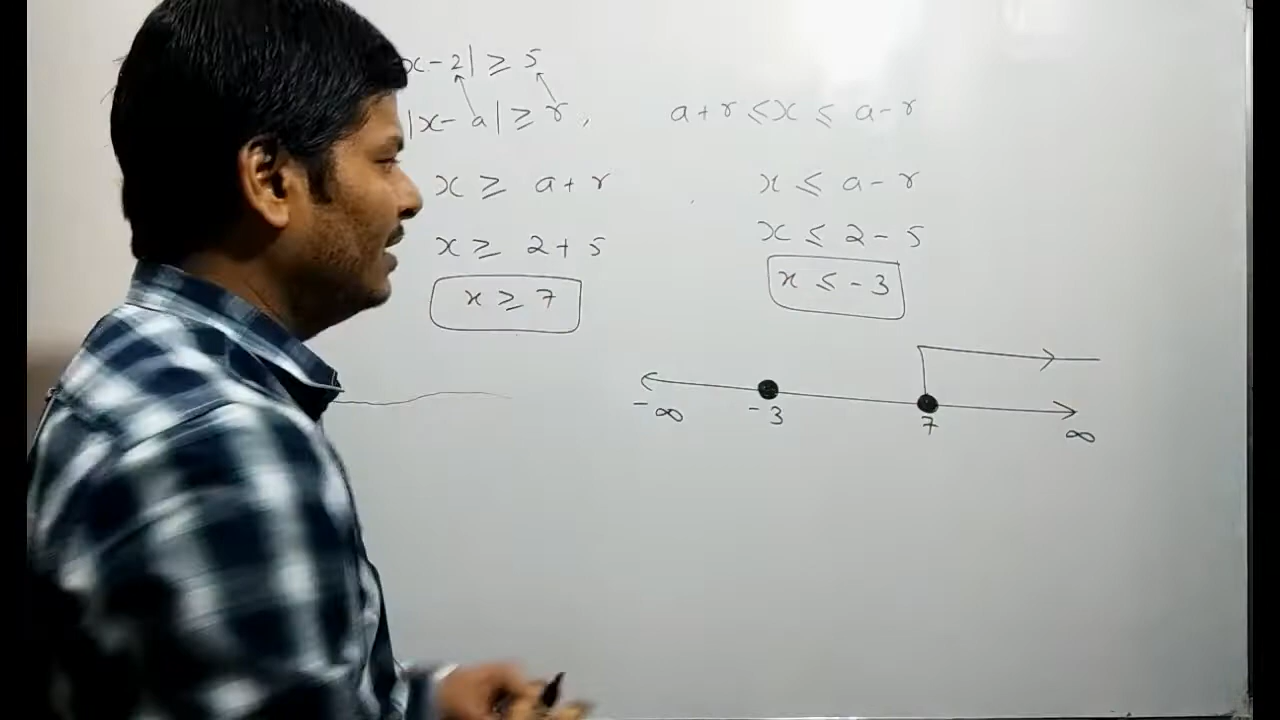 x-2| ≥ 5
|x-a| ≥ r, a+r ≤ x ≤ a-r
x ≥ a+r x ≤ a-r
x ≥ 2+5 x ≤ 2-5
x ≥ 7 x ≤ -3
-∞ -3 7 ∞